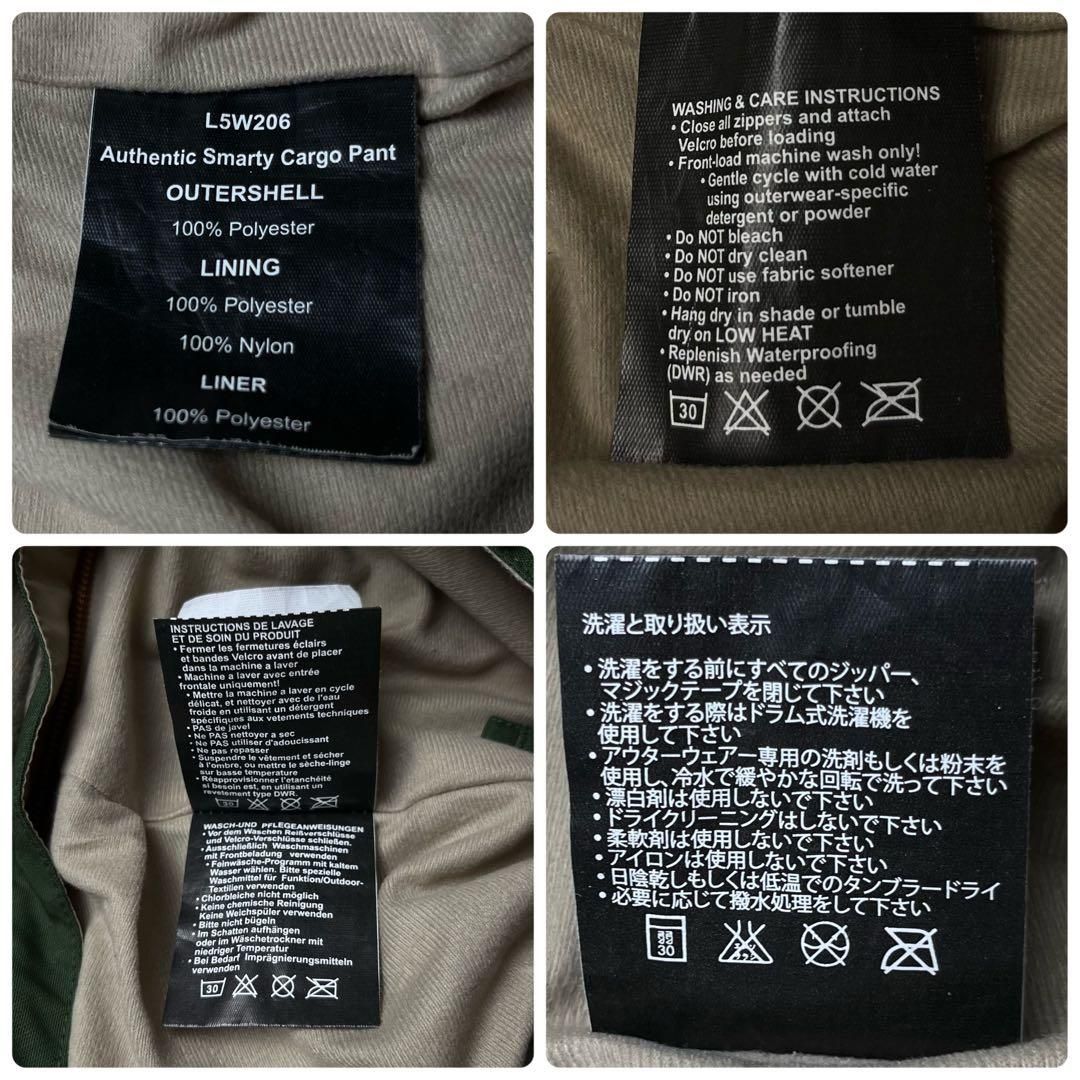 L5W206
Authentic Smarty Cargo Pant
OUTERSHELL
100% Polyester
LINING
100% Polyester
100% Nylon
LINER
100% Polyester
WASHING & CARE INSTRUCTIONS
• Close all zippers and attach
Velcro before loading
• Front-load machine wash only!
• Gentle cycle with cold water
using outerwear-specific
detergent or powder
• Do NOT bleach
• Do NOT dry clean
• Do NOT use fabric softener
• Do NOT iron
• Hang dry in shade or tumble
dry on LOW HEAT
• Replenish Waterproofing
(DWR) as needed
30
INSTRUCTIONS DE LAVAGE
ET DE SOIN DU PRODUIT
• Fermer les fermetures éclairs
et bandes Velcro avant de placer
dans la machine a laver
• Machine a laver avec entrée
frontale uniquement!
• Mettre la machine a laver en cycle
délicat, et nettoyer avec de l'eau
froide en utilisant un détergent
spécifiques aux vetements techniques
• PAS de javel
• Ne PAS nettoyer a sec
• Ne PAS utiliser d'adoucissant
• Ne pas repasser
• Suspendre le vêtement et sécher
à l'ombre, ou mettre le sèche-linge
sur basse temperature
• Réapprovisionner l'etanchéité
si besoin est, en utilisant un
revelement type DWR.
30
WASCH-UND PFLEGEANWEISUNGEN
• Vor dem Waschen Reißverschlüsse
und Velcro-Verschlüsse schließen.
• Ausschließlich Waschmaschinen
mit Frontbeladung verwenden
• Feinwäsche-Programm mit kaltem
Wasser wählen. Bitte spezielle
Waschmittel für Funktion/Outdoor-
Textilien verwenden
• Chlorbleiche nicht möglich
• Keine chemische Reinigung
Keine Weichspüler verwenden
• Bitte nicht bügeln
• Im Schatten aufhängen
oder im Wäschetrockner mit
niedriger Temperatur
• Bei Bedarf Imprägnierungsmitteln
verwenden
30
洗濯と取り扱い表示
• 洗濯をする前にすべてのジッパー、
マジックテープを閉じて下さい
• 洗濯をする際はドラム式洗濯機を
使用して下さい
• アウターウェアー専用の洗剤もしくは粉末を
使用し、冷水で緩やかな回転で洗って下さい
• 漂白剤は使用しないで下さい
• ドライクリーニングはしないで下さい
• 柔軟剤は使用しないで下さい
• アイロンは使用しないで下さい
• 日陰乾しもしくは低温でのタンブラードライ
• 必要に応じて撥水処理をして下さい
30